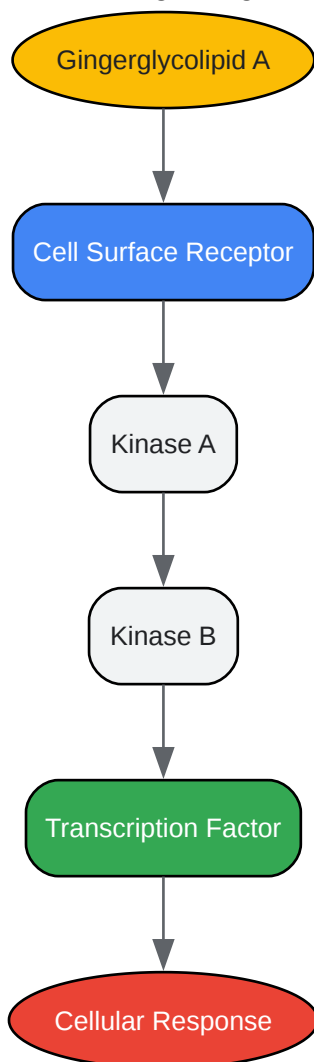 Gingerglycolipid A
Cell Surface Receptor
Kinase A
Kinase B
Transcription Factor
Cellular Response